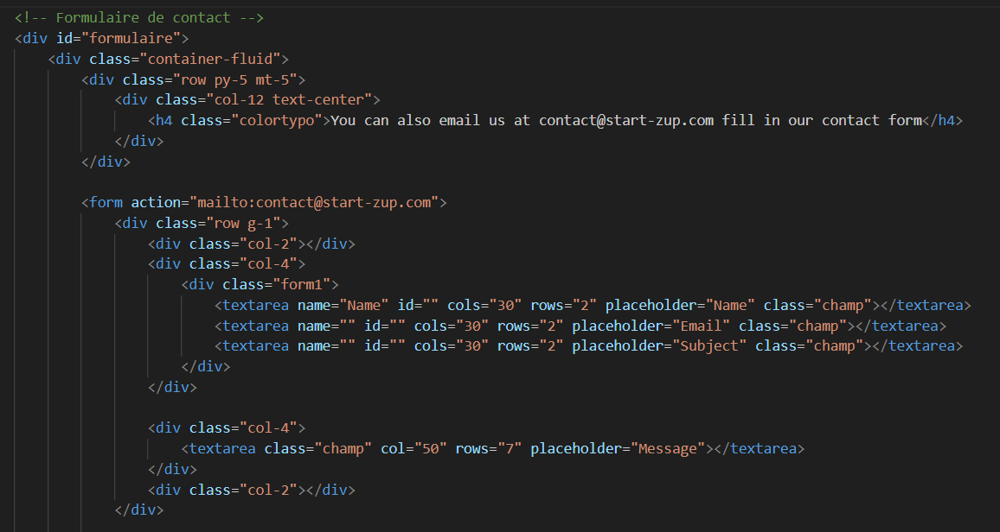 <!-- Formulaire de contact -->
<div id="formulaire">
<div class="container-fluid">
<div class="row py-5 mt-5">
<div class="col-12 text-center">
<h4 class="colortypo">You can also email us at contact@start-zup.com fill in our contact form</h4>
</div>
</div>
<form action="mailto:contact@start-zup.com">
<div class="row g-1">
<div class="col-2"></div>
<div class="col-4">
<div class="form1">
<textarea name="Name" id="" cols="30" rows="2" placeholder="Name" class="champ"></textarea>
<textarea name="" id="" cols="30" rows="2" placeholder="Email" class="champ"></textarea>
<textarea name="" id="" cols="30" rows="2" placeholder="Subject" class="champ"></textarea>
</div>
</div>
<div class="col-4">
<textarea class="champ" col="50" rows="7" placeholder="Message"></textarea>
</div>
<div class="col-2"></div>
</div>